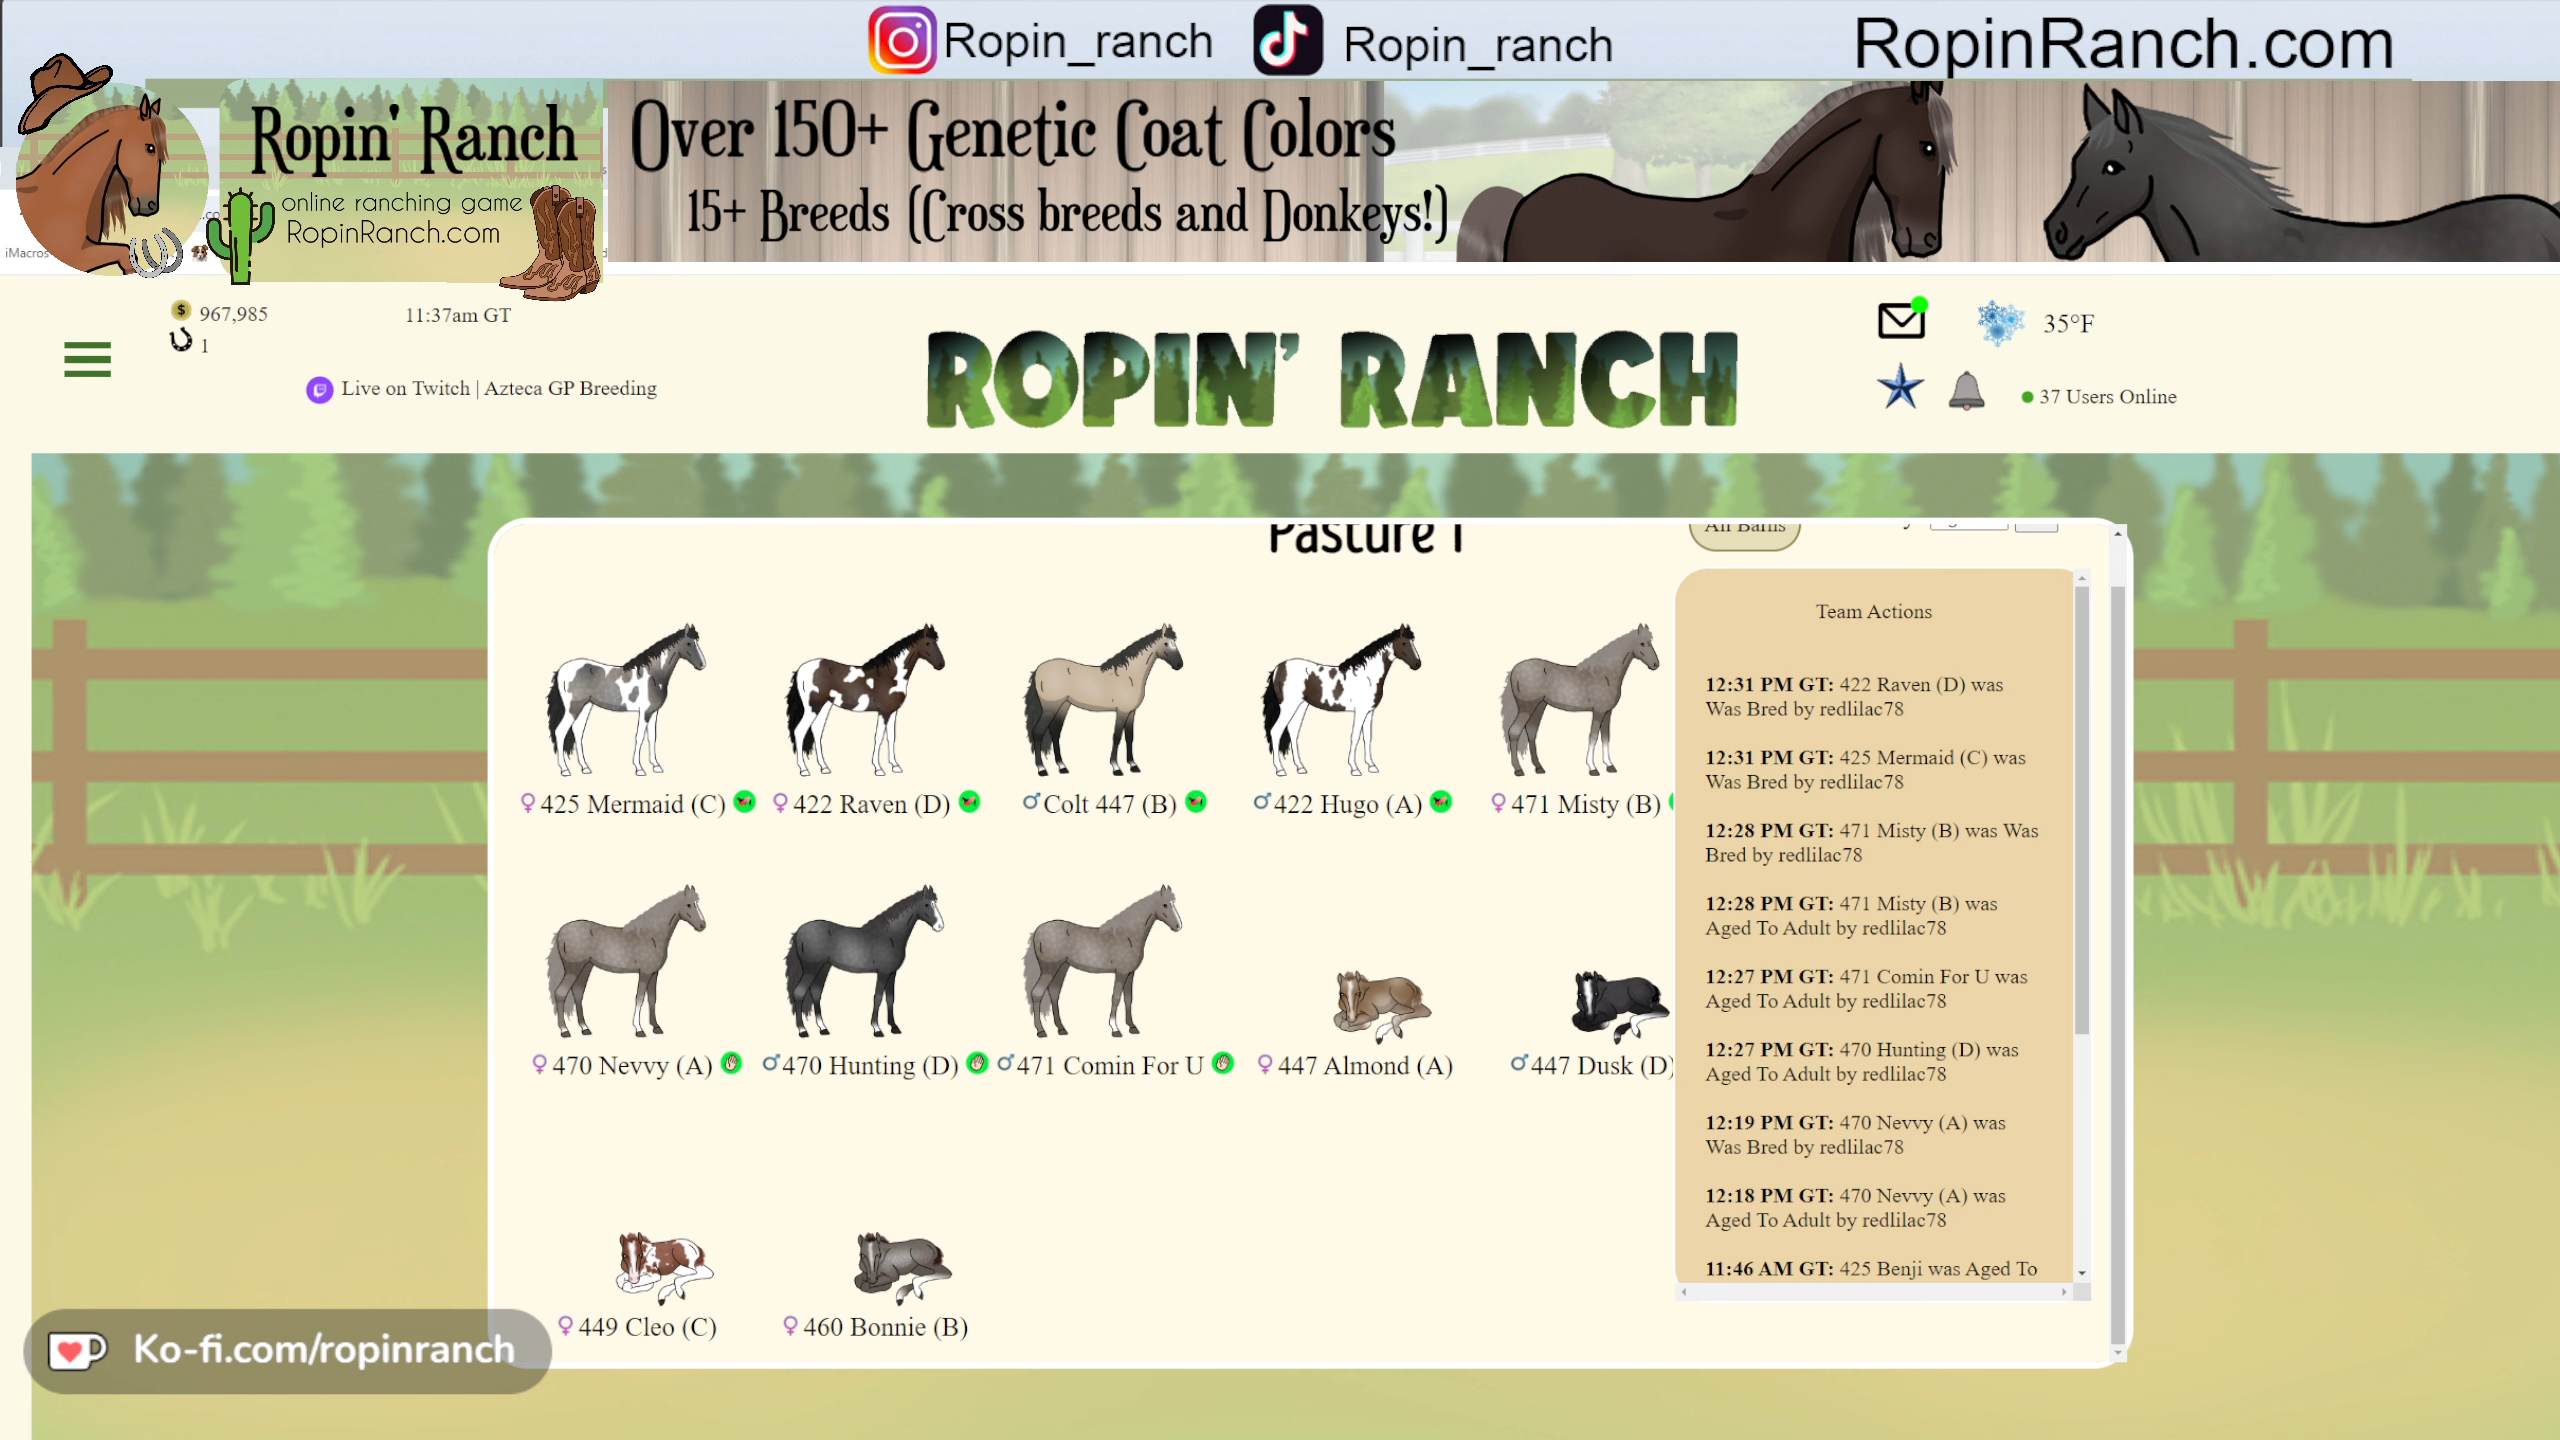 Ropin_ranch
Ropin_ranch
RopinRanch.com
Ropin' Ranch
online ranching game
RopinRanch.com
Over 150+ Genetic Coat Colors
15+ Breeds (Cross breeds and Donkeys!)
iMacros
967,985
1
11:37am GT
Live on Twitch | Azteca GP Breeding
ROPIN' RANCH
35°F
37 Users Online
Pasture 1
All Barns
♀ 425 Mermaid (C)
♀ 422 Raven (D)
♂ Colt 447 (B)
♂ 422 Hugo (A)
♀ 471 Misty (B)
♀ 470 Nevvy (A)
♂ 470 Hunting (D)
♂ 471 Comin For U
♀ 447 Almond (A)
♂ 447 Dusk (D)
♀ 449 Cleo (C)
♀ 460 Bonnie (B)
Team Actions
12:31 PM GT: 422 Raven (D) was
Was Bred by redlilac78
12:31 PM GT: 425 Mermaid (C) was
Was Bred by redlilac78
12:28 PM GT: 471 Misty (B) was Was
Bred by redlilac78
12:28 PM GT: 471 Misty (B) was
Aged To Adult by redlilac78
12:27 PM GT: 471 Comin For U was
Aged To Adult by redlilac78
12:27 PM GT: 470 Hunting (D) was
Aged To Adult by redlilac78
12:19 PM GT: 470 Nevvy (A) was
Was Bred by redlilac78
12:18 PM GT: 470 Nevvy (A) was
Aged To Adult by redlilac78
11:46 AM GT: 425 Benji was Aged To
Ko-fi.com/ropinranch